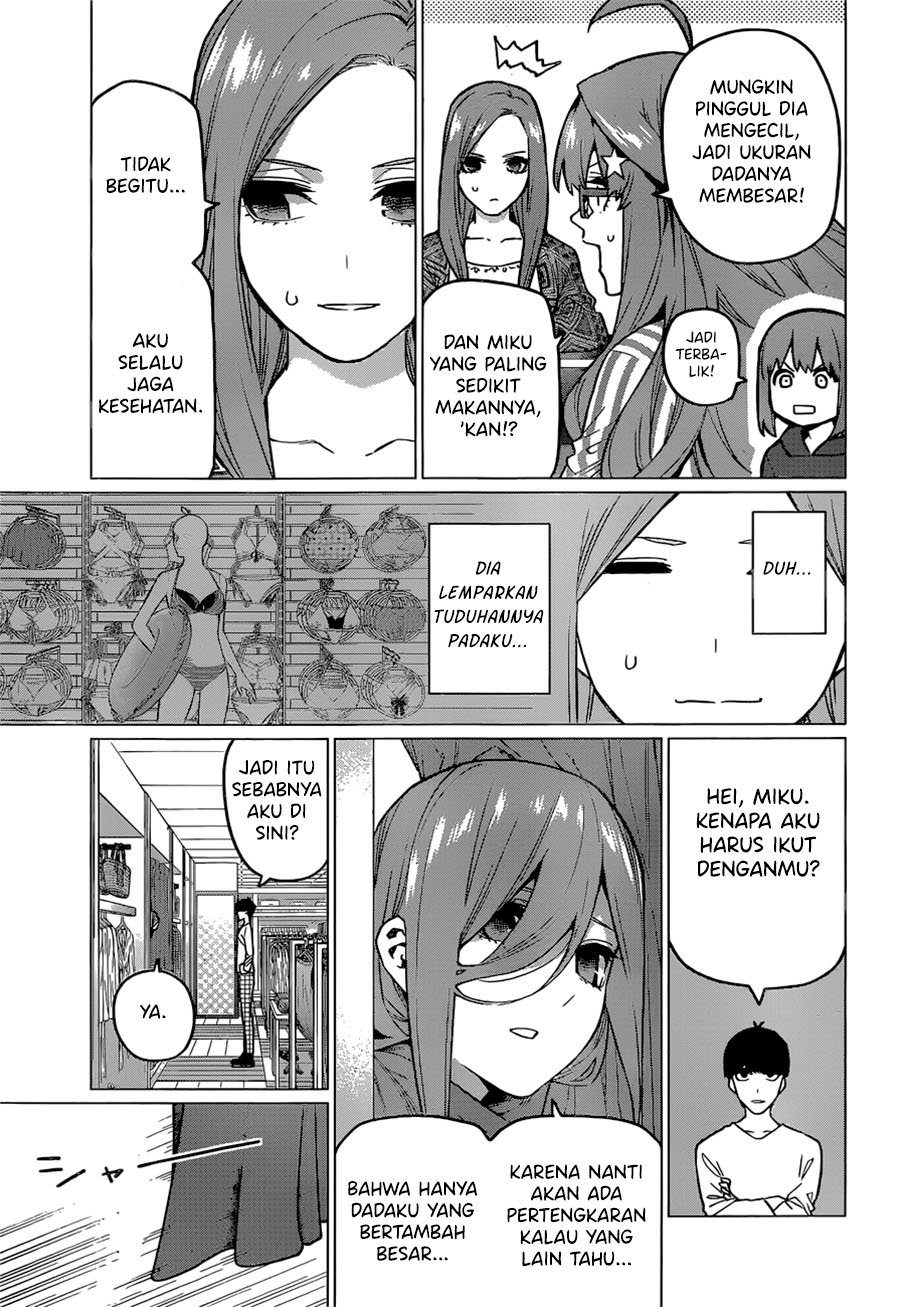 MUNGKIN
PINGGUL DIA
MENGECIL,
JADI UKURAN
DADANYA
MEMBESAR!
JADI
TERBA-
LIK!
DAN MIKU
YANG PALING
SEDIKIT
MAKANNYA,
'KAN!?
TIDAK
BEGITU...
AKU
SELALU
JAGA
KESEHATAN.
DUH...
DIA
LEMPARKAN
TUDUHANNYA
PADAKU...
HEI, MIKU.
KENAPA AKU
HARUS IKUT
DENGANMU?
KARENA NANTI
AKAN ADA
PERTENGKARAN
KALAU YANG
LAIN TAHU...
BAHWA HANYA
DADAKU YANG
BERTAMBAH
BESAR...
JADI ITU
SEBABNYA
AKU DI
SINI?
YA.
シャー